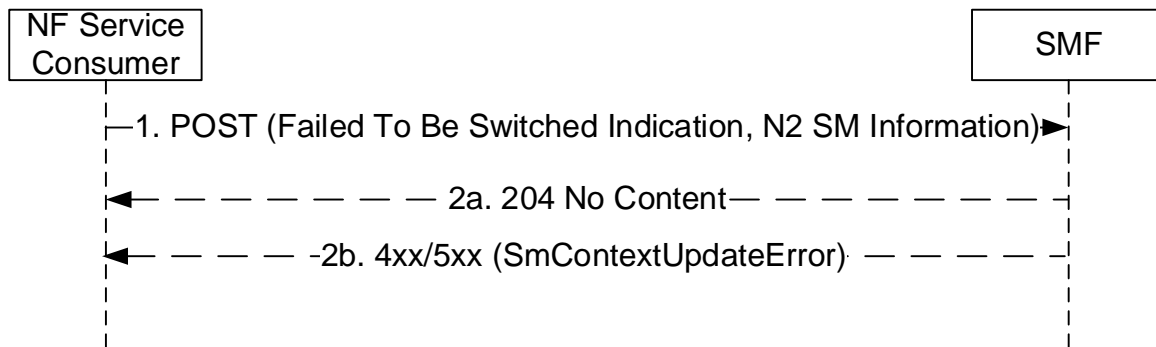 NF Service
Consumer
SMF
1. POST (Failed To Be Switched Indication, N2 SM Information)
2a. 204 No Content
2b. 4xx/5xx (SmContextUpdateError)